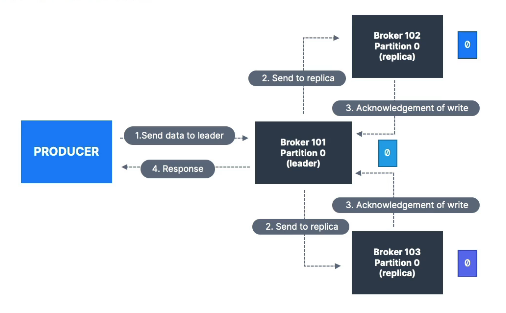 Broker 102
Partition 0
(replica)
0
2. Send to replica
3. Acknowledgement of write
PRODUCER
1.Send data to leader
4. Response
Broker 101
Partition 0
(leader)
0
3. Acknowledgement of write
2. Send to replica
Broker 103
Partition 0
(replica)
0